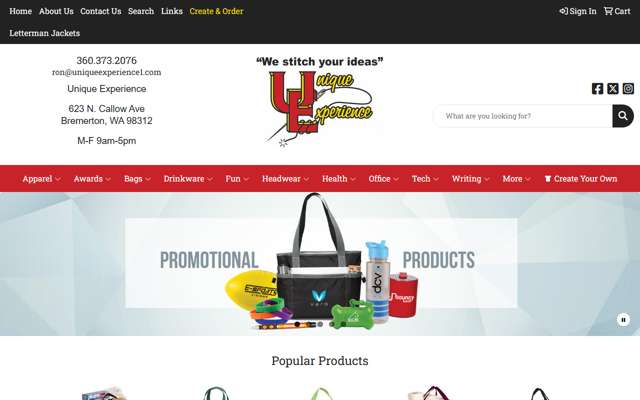 Home About Us Contact Us Search Links Create & Order
Sign In Cart
Letterman Jackets
360.373.2076
ron@uniqueexperience1.com
Unique Experience
623 N. Callow Ave
Bremerton, WA 98312
M-F 9am-5pm
“We stitch your ideas”
Unique
Experience
What are you looking for?
Apparel Awards Bags Drinkware Fun Headwear Health Office Tech Writing More Create Your Own
PROMOTIONAL PRODUCTS
E-SPORTS
vero
dcv
Popular Products